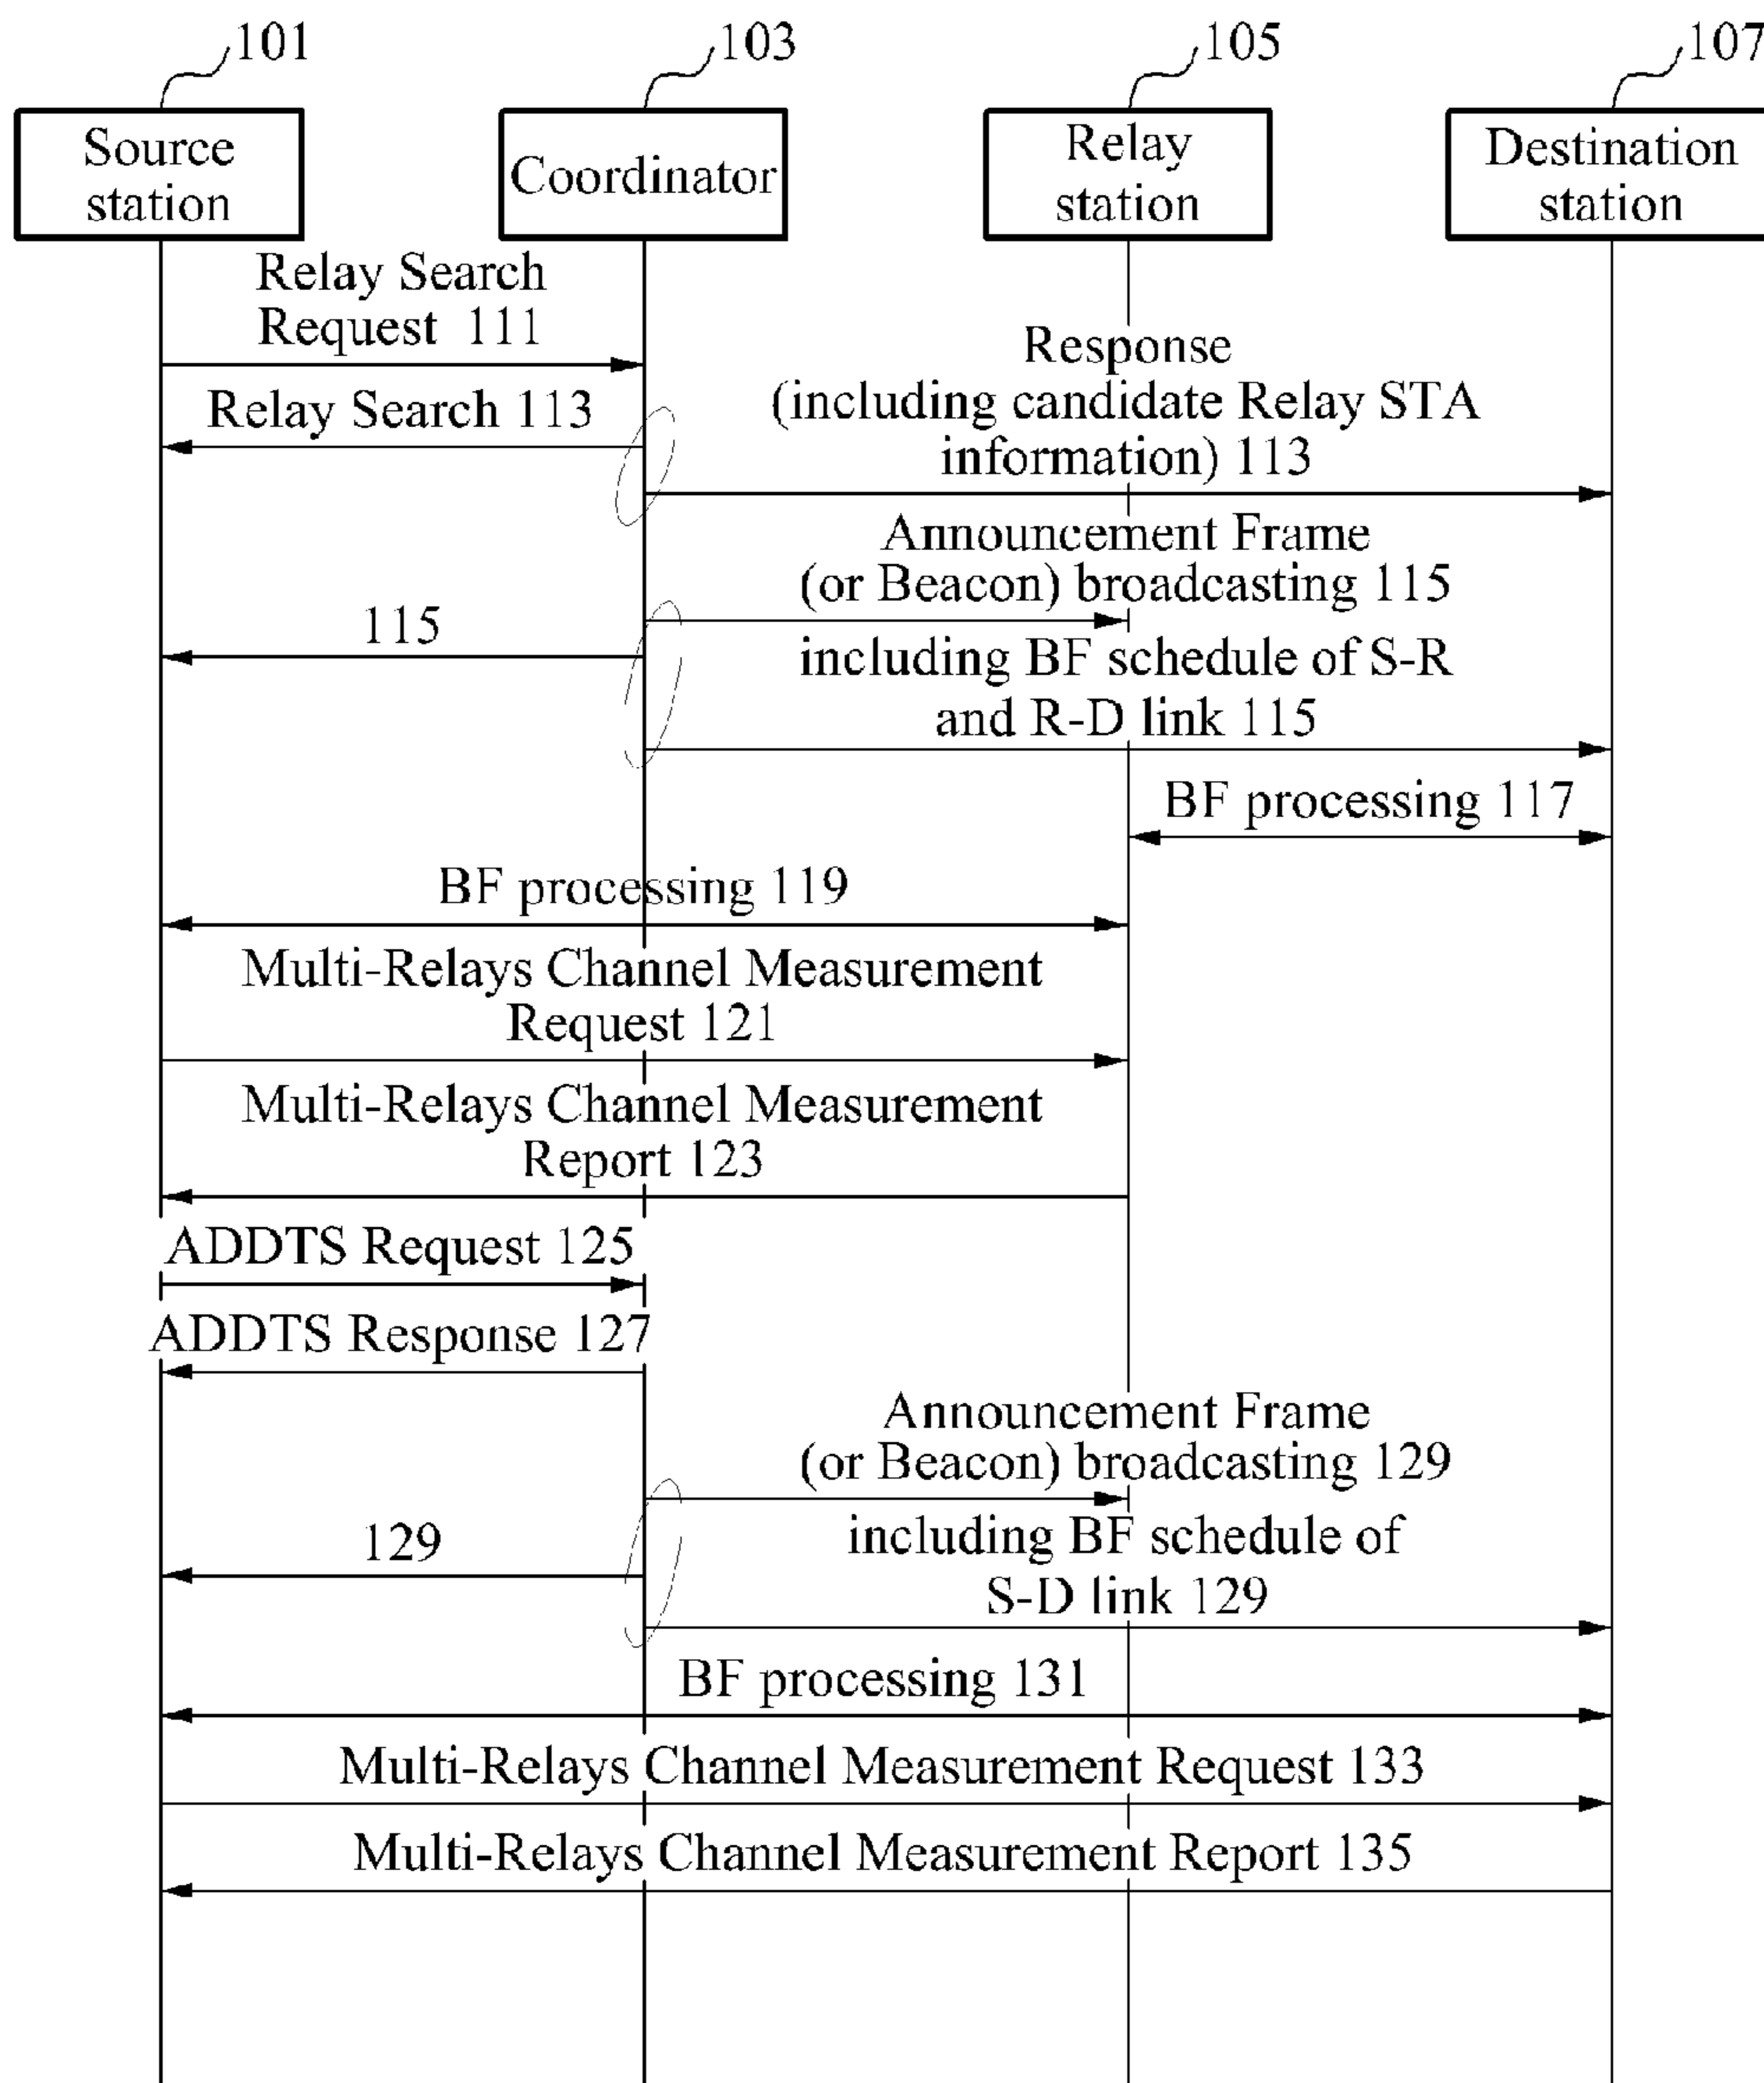 101
103
105
107
Source
station
Coordinator
Relay
station
Destination
station
Relay Search
Request 111
Relay Search 113
Response
(including candidate Relay STA
information) 113
Announcement Frame
(or Beacon) broadcasting 115
115
including BF schedule of S-R
and R-D link 115
BF processing 117
BF processing 119
Multi-Relays Channel Measurement
Request 121
Multi-Relays Channel Measurement
Report 123
ADDTS Request 125
ADDTS Response 127
Announcement Frame
(or Beacon) broadcasting 129
129
including BF schedule of
S-D link 129
BF processing 131
Multi-Relays Channel Measurement Request 133
Multi-Relays Channel Measurement Report 135